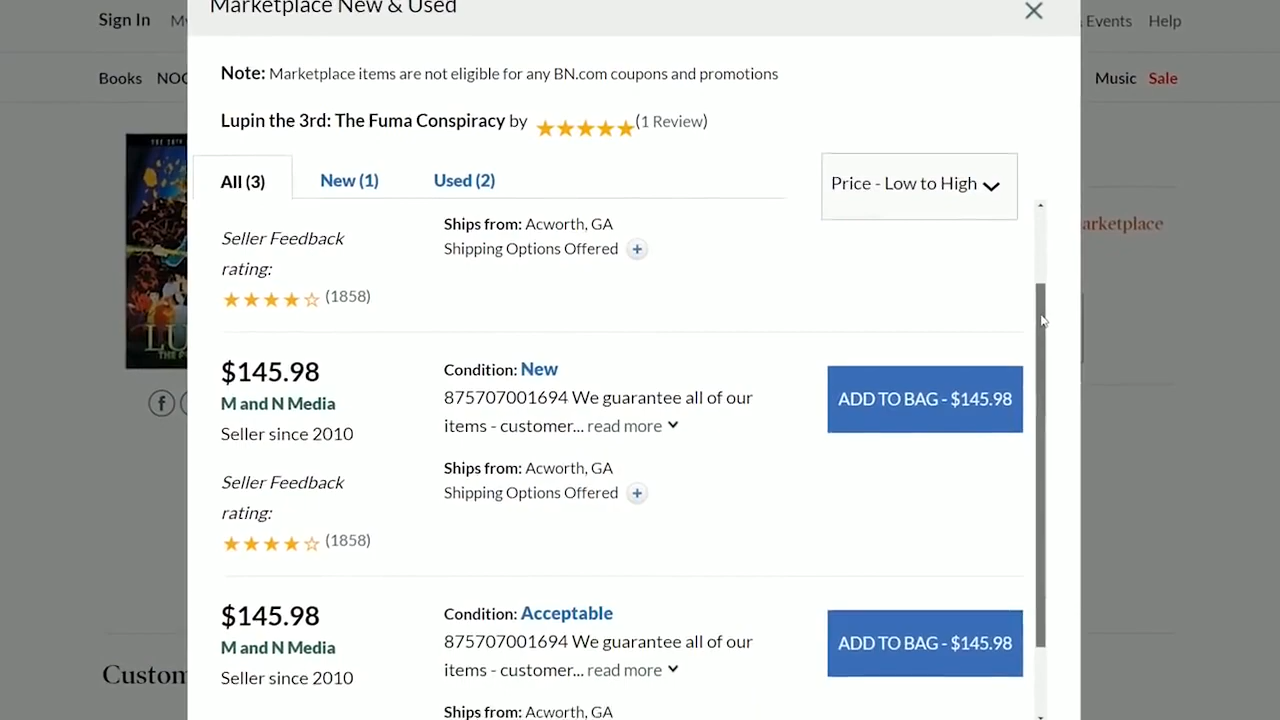 Marketplace New & Used
Sign In
Events Help
Note: Marketplace items are not eligible for any BN.com coupons and promotions
Books
Music Sale
Lupin the 3rd: The Fuma Conspiracy by (1 Review)
All (3) New (1) Used (2)
Price - Low to High
Ships from: Acworth, GA
Seller Feedback
rating:
Shipping Options Offered +
(1858)
$145.98
M and N Media
Seller since 2010
Condition: New
875707001694 We guarantee all of our
items - customer... read more
ADD TO BAG - $145.98
Ships from: Acworth, GA
Shipping Options Offered +
Seller Feedback
rating:
(1858)
$145.98
M and N Media
Seller since 2010
Condition: Acceptable
875707001694 We guarantee all of our
items - customer... read more
ADD TO BAG - $145.98
Ships from: Acworth, GA